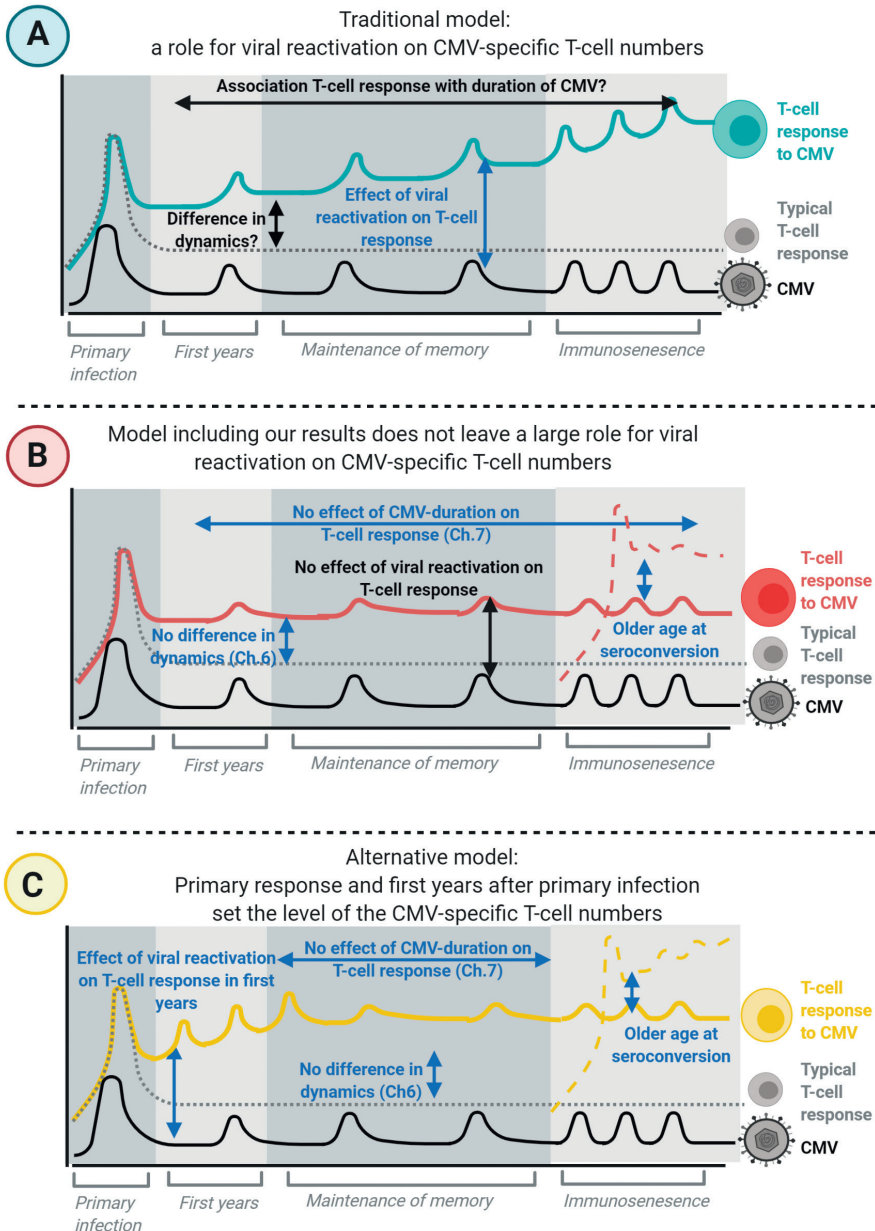 A
Traditional model:
a role for viral reactivation on CMV-specific T-cell numbers
Association T-cell response with duration of CMV?
T-cell
response
to CMV
Effect of viral
reactivation on T-cell
response
Difference in
dynamics?
Typical
T-cell
response
CMV
Primary
infection
First years
Maintenance of memory
Immunosenesence
B
Model including our results does not leave a large role for viral
reactivation on CMV-specific T-cell numbers
No effect of CMV-duration on
T-cell response (Ch.7)
No effect of viral reactivation on
T-cell response
T-cell
response
to CMV
No difference in
dynamics (Ch.6)
Older age at
seroconversion
Typical
T-cell
response
CMV
Primary
infection
First years
Maintenance of memory
Immunosenesence
C
Alternative model:
Primary response and first years after primary infection
set the level of the CMV-specific T-cell numbers
Effect of viral reactivation
on T-cell response in first
years
No effect of CMV-duration on
T-cell response (Ch.7)
T-cell
response
to CMV
Older age at
seroconversion
No difference in
dynamics (Ch6)
Typical
T-cell
response
CMV
Primary
infection
First years
Maintenance of memory
Immunosenesence